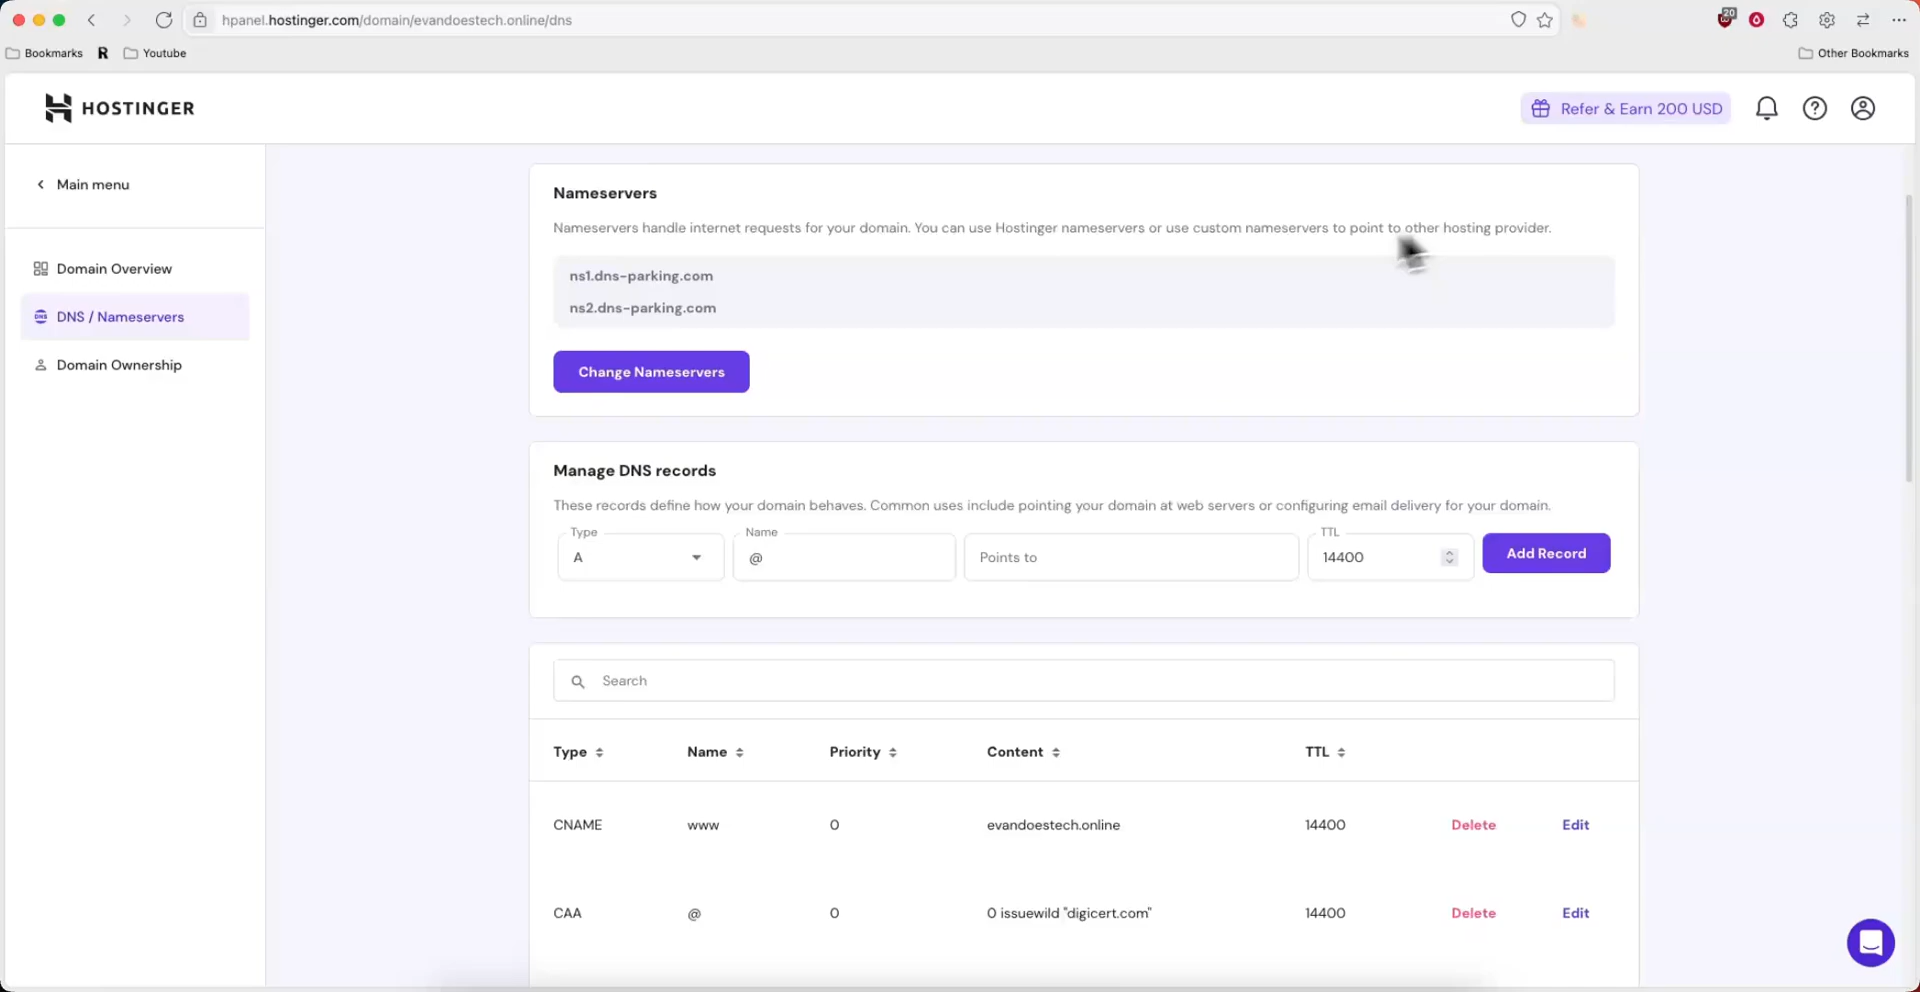 hpanel.hostinger.com/domain/evandoestech.online/dns
20
Bookmarks
R
Youtube
Other Bookmarks
HOSTINGER
Refer & Earn 200 USD
Main menu
Domain Overview
DNS
DNS / Nameservers
Domain Ownership
Nameservers
Nameservers handle internet requests for your domain. You can use Hostinger nameservers or use custom nameservers to point to other hosting provider.
ns1.dns-parking.com
ns2.dns-parking.com
Change Nameservers
Manage DNS records
These records define how your domain behaves. Common uses include pointing your domain at web servers or configuring email delivery for your domain.
Type Name TTL
A @ Points to 14400 Add Record
Search
Type Name Priority Content TTL
CNAME www 0 evandoestech.online 14400 Delete Edit
CAA @ 0 0 issuewild "digicert.com" 14400 Delete Edit